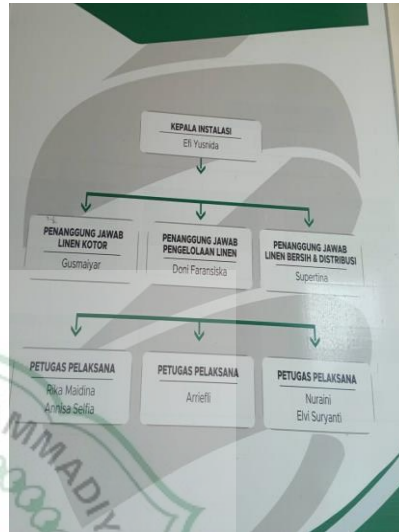 KEPALA INSTALASI
Efi Yusnida
PENANGGUNG JAWAB
LINEN KOTOR
Gusmaiyar
PENANGGUNG JAWAB
PENGELOLAAN LINEN
Doni Faransiska
PENANGGUNG JAWAB
LINEN BERSIH & DISTRIBUSI
Supertina
PETUGAS PELAKSANA
Rika Maidina
Annisa Selfia
PETUGAS PELAKSANA
Arriefli
PETUGAS PELAKSANA
Nuraini
Elvi Suryanti
MMADIY